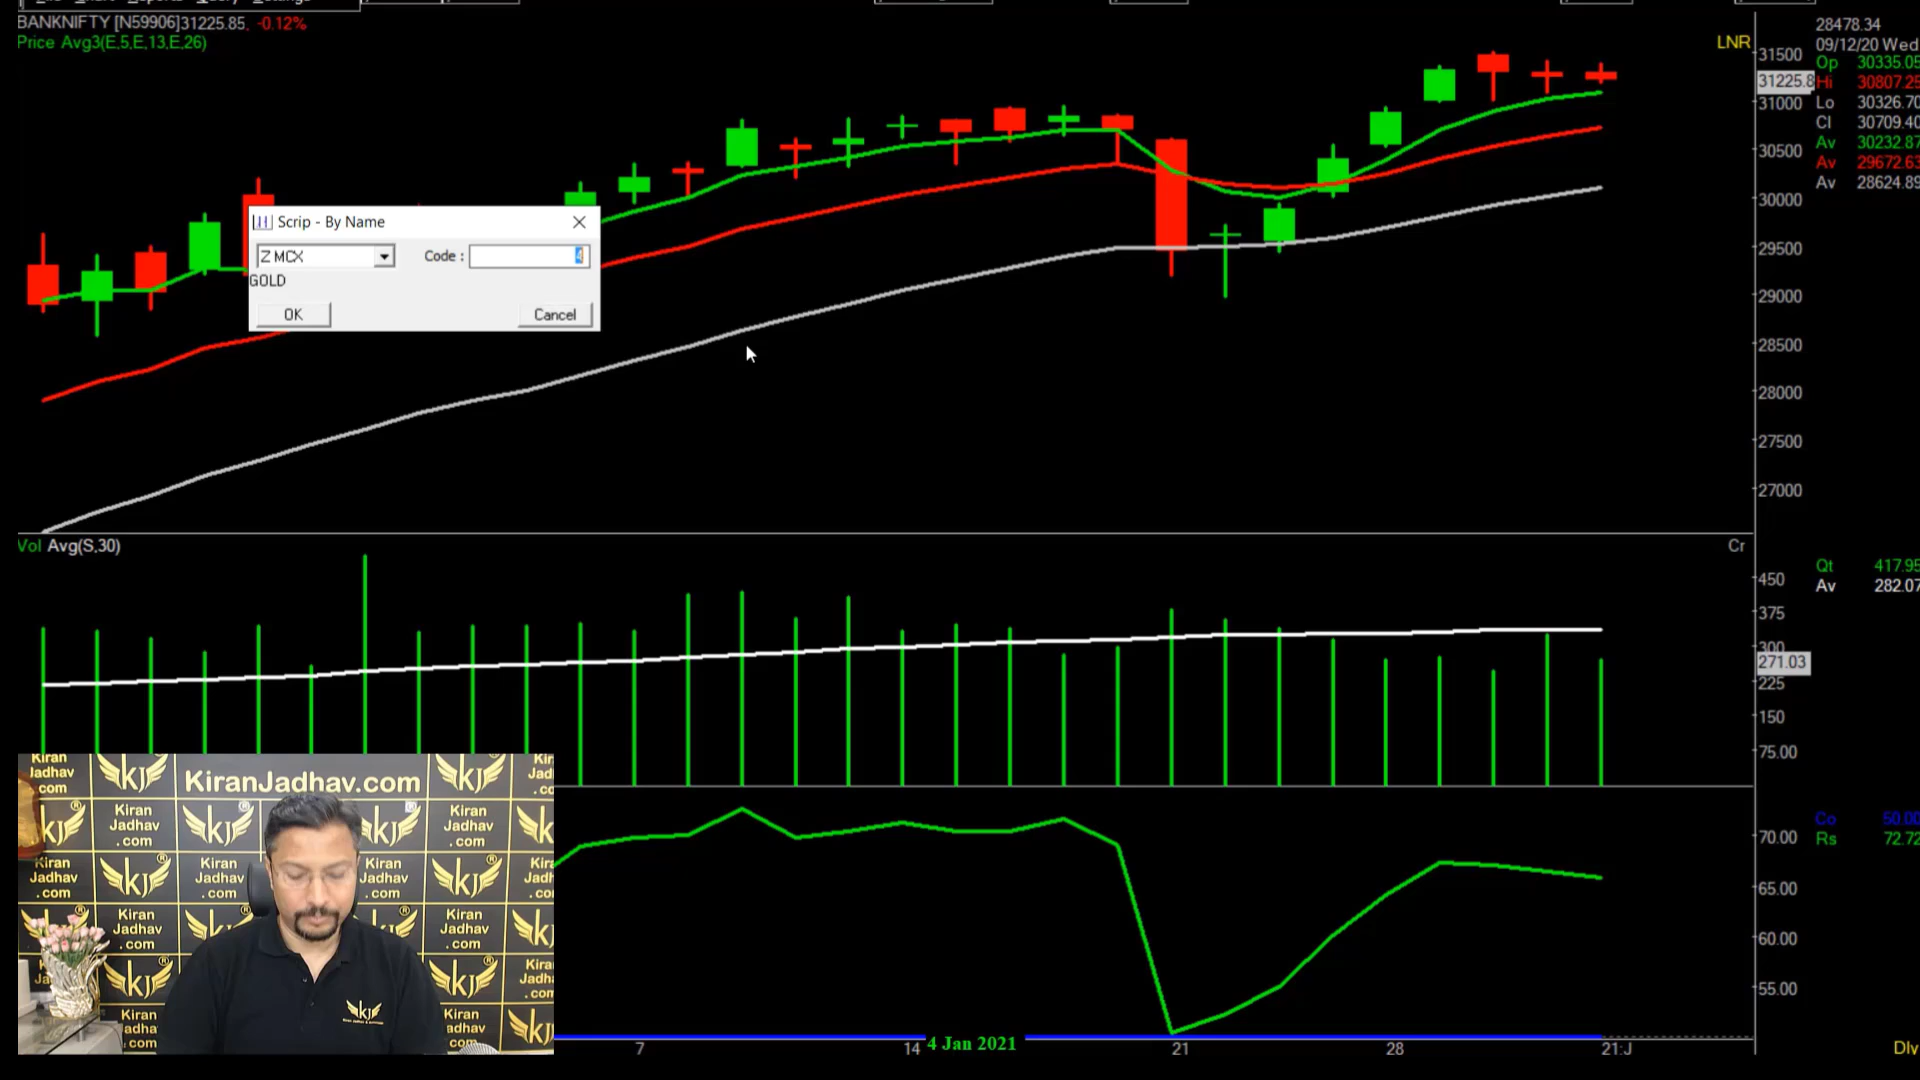 BANKNIFTY [N59906]31225.85, -0.12%
Price Avg3(E,5,E,13,E,26)
LNR
31500
31225.8
31000
30500
30000
29500
29000
28500
28000
27500
27000
28478.34
09/12/20 Wed
Op 30335.05
Hi 30807.25
Lo 30326.70
Cl 30709.40
Av 30232.87
Av 29672.63
Av 28624.89
Scrip - By Name
Z MCX
Code : 4
GOLD
OK
Cancel
Vol Avg(S,30)
Cr
450
375
300
271.03
225
150
75.00
Qt 417.95
Av 282.07
70.00
65.00
60.00
55.00
Co 50.00
Rs 72.72
KiranJadhav.com
Kiran Jadhav .com
kJ
7
14
4 Jan 2021
21
28
21:J
Dly